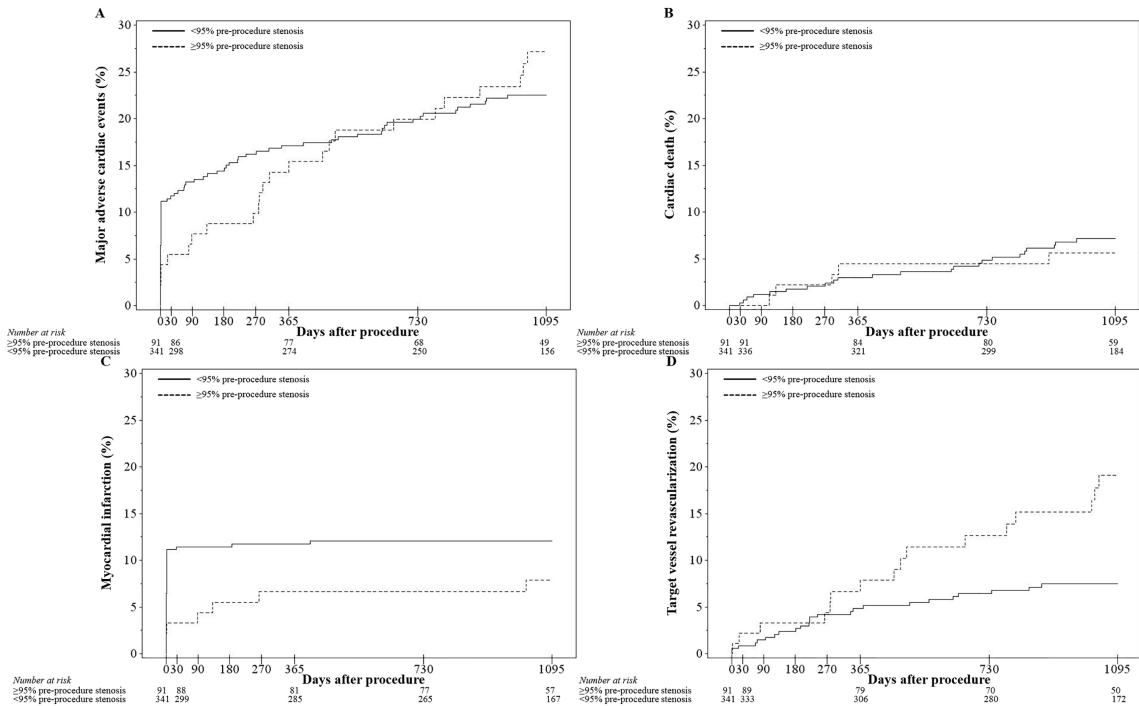 A
Major adverse cardiac events (%)
30
25
20
15
10
5
0
<95% pre-procedure stenosis
≥95% pre-procedure stenosis
0 30 90 180 270 365 730 1095
Days after procedure
Number at risk
≥95% pre-procedure stenosis 91 86 77 68 49
<95% pre-procedure stenosis 341 298 274 250 156
B
Cardiac death (%)
30
25
20
15
10
5
0
<95% pre-procedure stenosis
≥95% pre-procedure stenosis
0 30 90 180 270 365 730 1095
Days after procedure
Number at risk
≥95% pre-procedure stenosis 91 91 84 80 59
<95% pre-procedure stenosis 341 336 321 299 184
C
Myocardial infarction (%)
30
25
20
15
10
5
0
<95% pre-procedure stenosis
≥95% pre-procedure stenosis
0 30 90 180 270 365 730 1095
Days after procedure
Number at risk
≥95% pre-procedure stenosis 91 88 81 77 57
<95% pre-procedure stenosis 341 299 285 265 167
D
Target vessel revascularization (%)
30
25
20
15
10
5
0
<95% pre-procedure stenosis
≥95% pre-procedure stenosis
0 30 90 180 270 365 730 1095
Days after procedure
Number at risk
≥95% pre-procedure stenosis 91 89 79 70 50
<95% pre-procedure stenosis 341 333 306 280 172